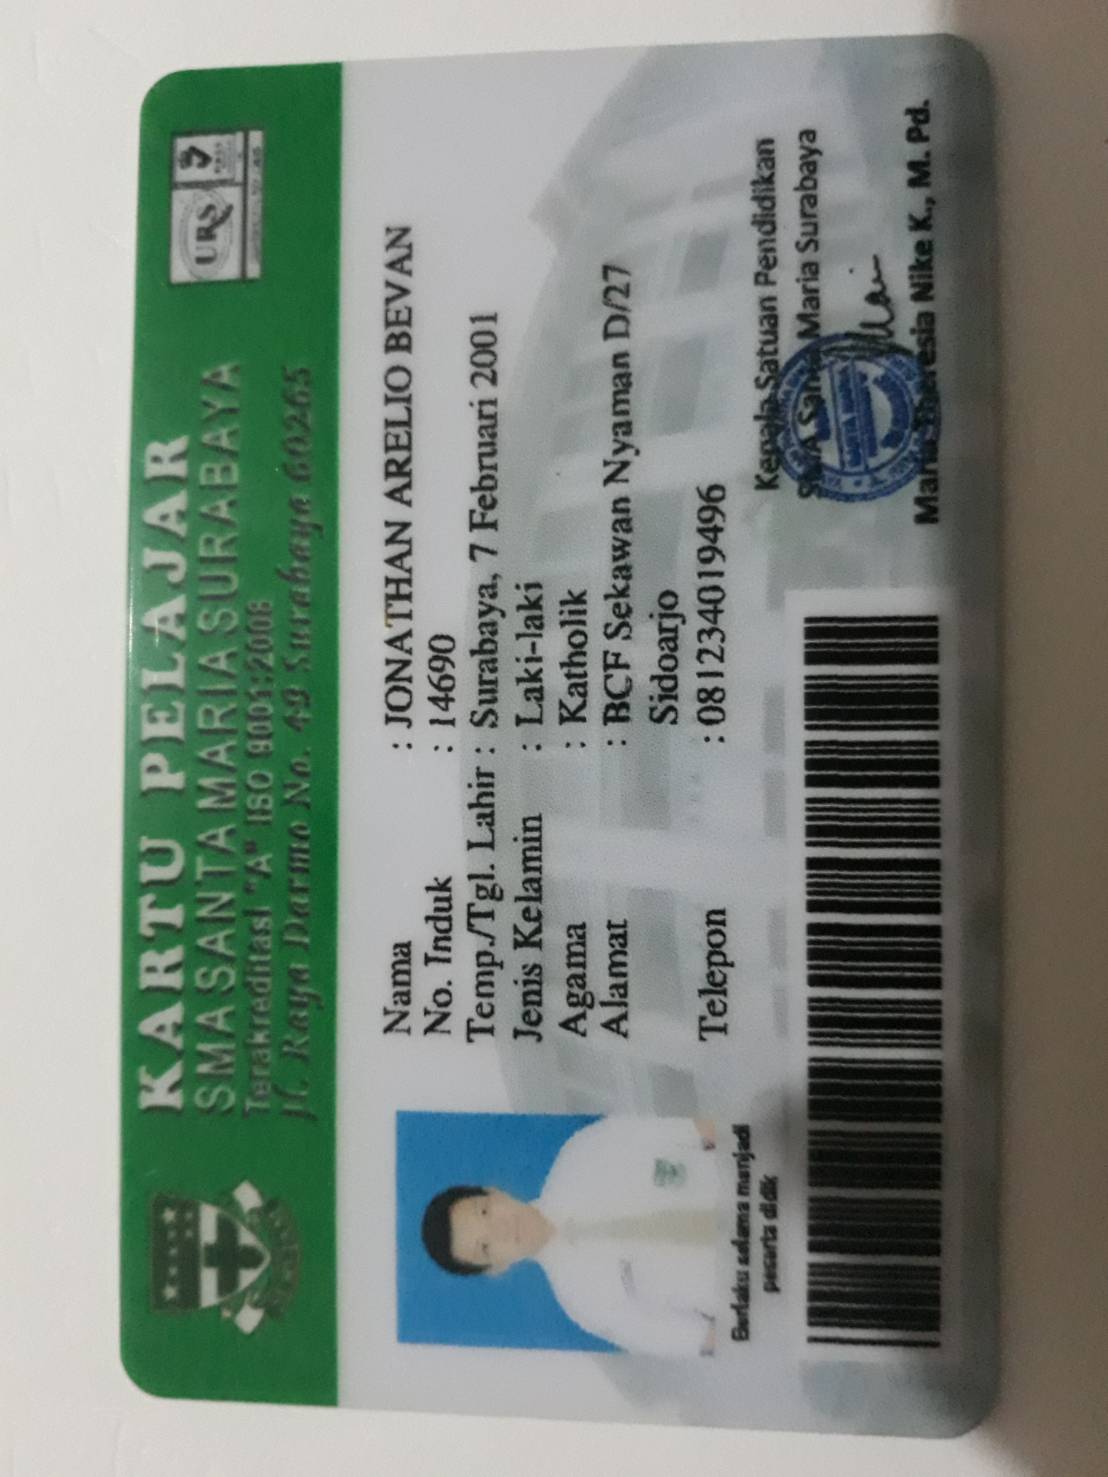 KARTU PELAJAR
SMA SANTA MARIA SURABAYA
Terakreditasi "A" ISO 9001:2008
Jl. Raya Darmo No. 49 Surabaya 60265
URS
Nama : JONATHAN ARELIO BEVAN
No. Induk : 14690
Temp./Tgl. Lahir : Surabaya, 7 Februari 2001
Jenis Kelamin : Laki-laki
Agama : Katholik
Alamat : BCF Sekawan Nyaman D/27
Sidoarjo
Telepon : 081234019496
Berlaku selama menjadi
peserta didik
Kepala Satuan Pendidikan
SMA Santa Maria Surabaya
SANTA MARIA
Maria Theresia Nike K., M. Pd.